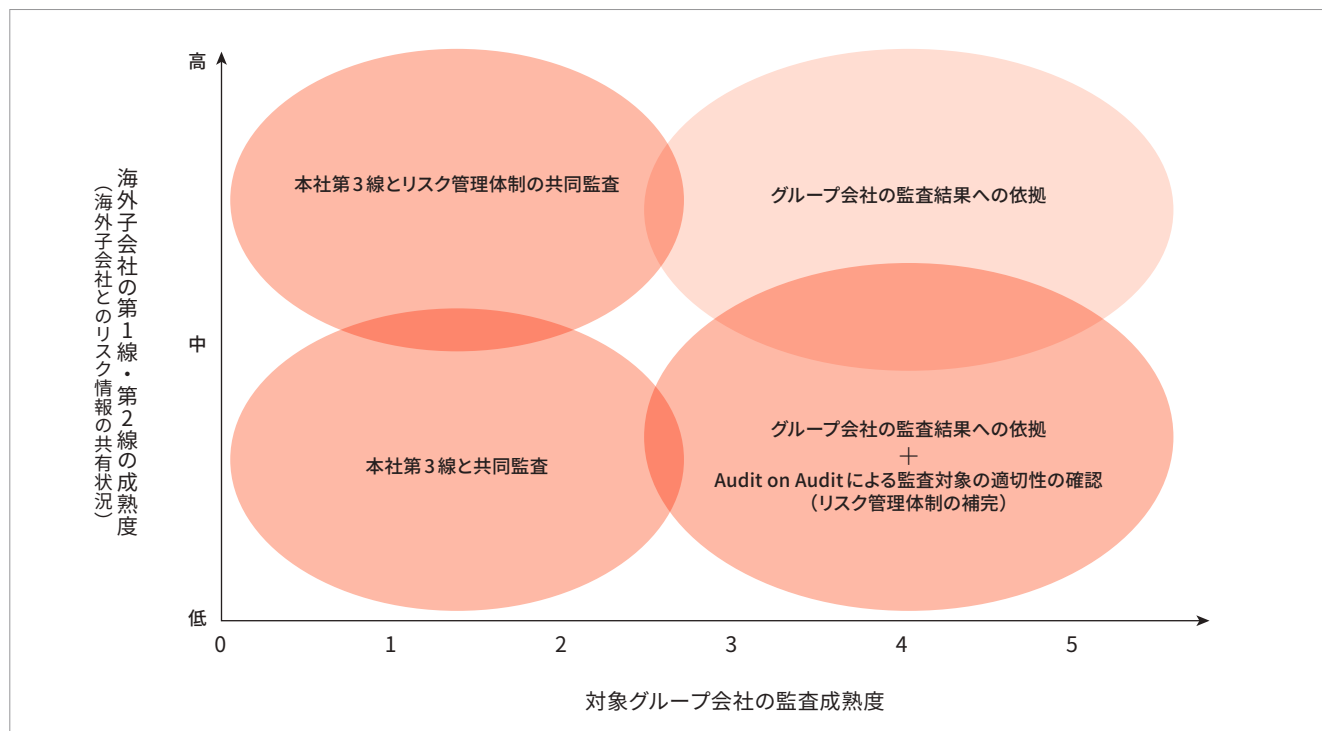 高
中
低
海外子会社の第1線・第2線の成熟度
（海外子会社とのリスク情報の共有状況）
本社第3線とリスク管理体制の共同監査
グループ会社の監査結果への依拠
本社第3線と共同監査
グループ会社の監査結果への依拠
＋
Audit on Auditによる監査対象の適切性の確認
（リスク管理体制の補完）
0 1 2 3 4 5
対象グループ会社の監査成熟度